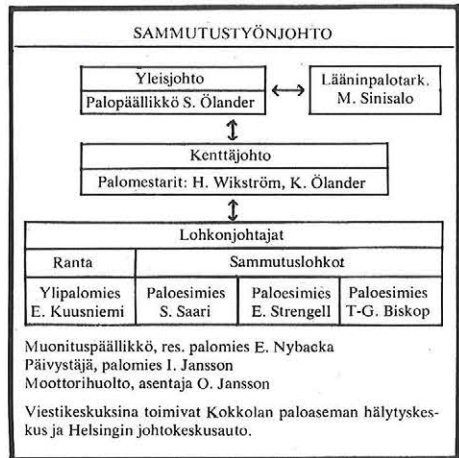 SAMMUTUSTYÖNJOHTO
Yleisjohto
Palopäällikkö S. Ölander
Lääninpalotark.
M. Sinisalo
Kenttäjohto
Palomestarit: H. Wikström, K. Ölander
Lohkonjohtajat
Ranta Sammutuslohkot
Ylipalomies
E. Kuusniemi
Paloesimies
S. Saari
Paloesimies
E. Strengell
Paloesimies
T-G. Biskop
Muonituspäällikkö, res. palomies E. Nybacka
Päivystäjä, palomies I. Jansson
Moottorihuolto, asentaja O. Jansson
Viestikeskuksina toimivat Kokkolan paloaseman hälytyskes-
kus ja Helsingin johtokeskusauto.